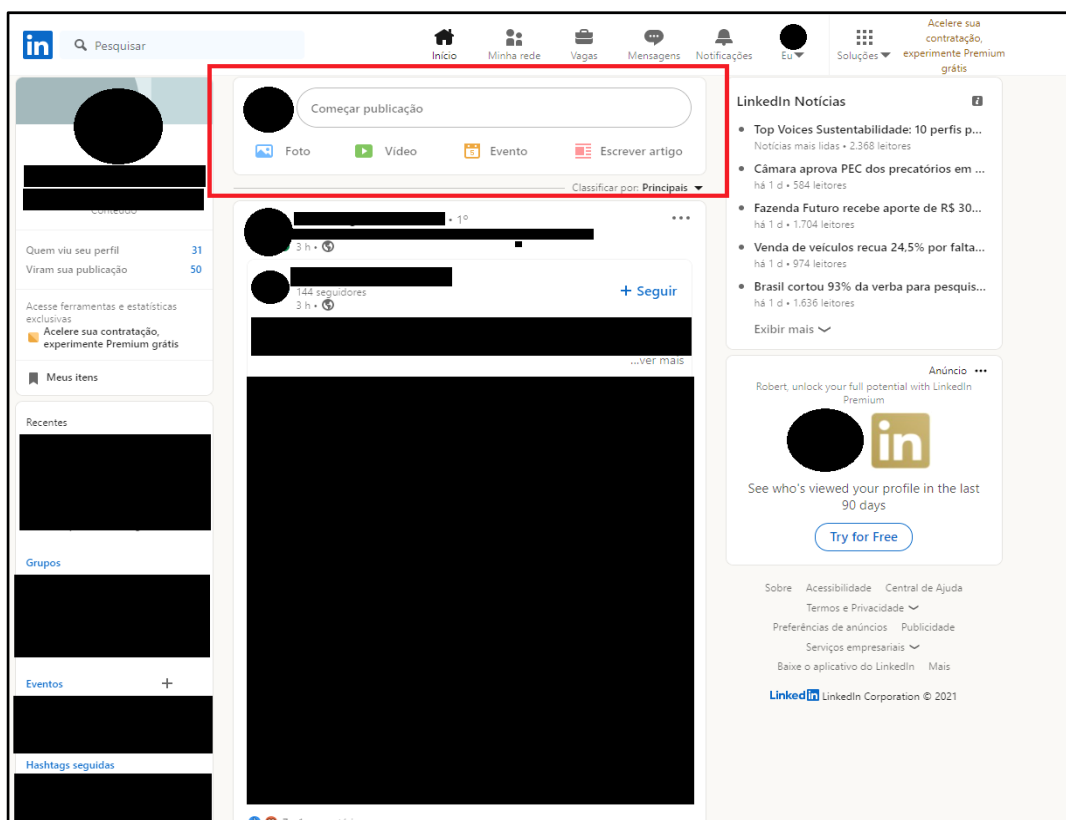 in
Pesquisar
Início
Minha rede
Vagas
Mensagens
Notificações
Eu
Soluções
Acelere sua
contratação,
experimente Premium
grátis
Conteúdo
Quem viu seu perfil 31
Viram sua publicação 50
Acesse ferramentas e estatísticas
exclusivas
Acelere sua contratação,
experimente Premium grátis
Meus itens
Recentes
Grupos
Eventos +
Hashtags seguidas
Começar publicação
Foto
Vídeo
Evento
Escrever artigo
Classificar por: Principais
• 1º
3 h •
144 seguidores
3 h •
+ Seguir
...ver mais
LinkedIn Notícias
Top Voices Sustentabilidade: 10 perfis p...
Notícias mais lidas • 2.368 leitores
Câmara aprova PEC dos precatórios em ...
há 1 d • 584 leitores
Fazenda Futuro recebe aporte de R$ 30...
há 1 d • 1.704 leitores
Venda de veículos recua 24,5% por falta...
há 1 d • 974 leitores
Brasil cortou 93% da verba para pesquis...
há 1 d • 1.636 leitores
Exibir mais
Anúncio •••
Robert, unlock your full potential with LinkedIn
Premium
in
See who's viewed your profile in the last
90 days
Try for Free
Sobre Acessibilidade Central de Ajuda
Termos e Privacidade
Preferências de anúncios Publicidade
Serviços empresariais
Baixe o aplicativo do LinkedIn Mais
LinkedIn LinkedIn Corporation © 2021